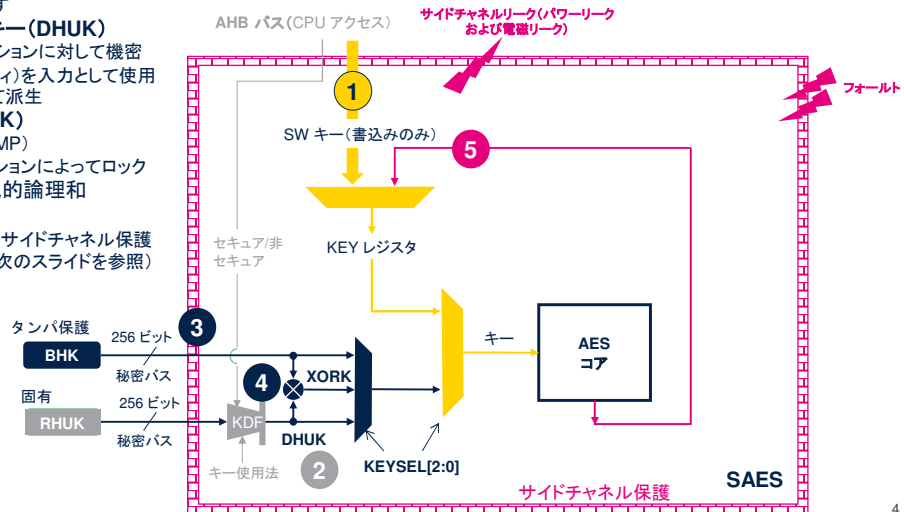 ます
キー(DHUK)
ションに対して機密
ィ)を入力として使用
て派生
K)
MP)
ションによってロック
的論理和
サイドチャネル保護
次のスライドを参照)
AHB バス(CPU アクセス)
サイドチャネルリーク(パワーリーク
および電磁リーク)
フォールト
1
SW キー(書込みのみ)
5
セキュア/非
セキュア
KEY レジスタ
タンパ保護
BHK
256 ビット
秘密バス
3
4
XORK
キー
AES
コア
固有
RHUK
256 ビット
秘密バス
KDF
DHUK
キー使用法
2
KEYSEL[2:0]
SAES
サイドチャネル保護
4